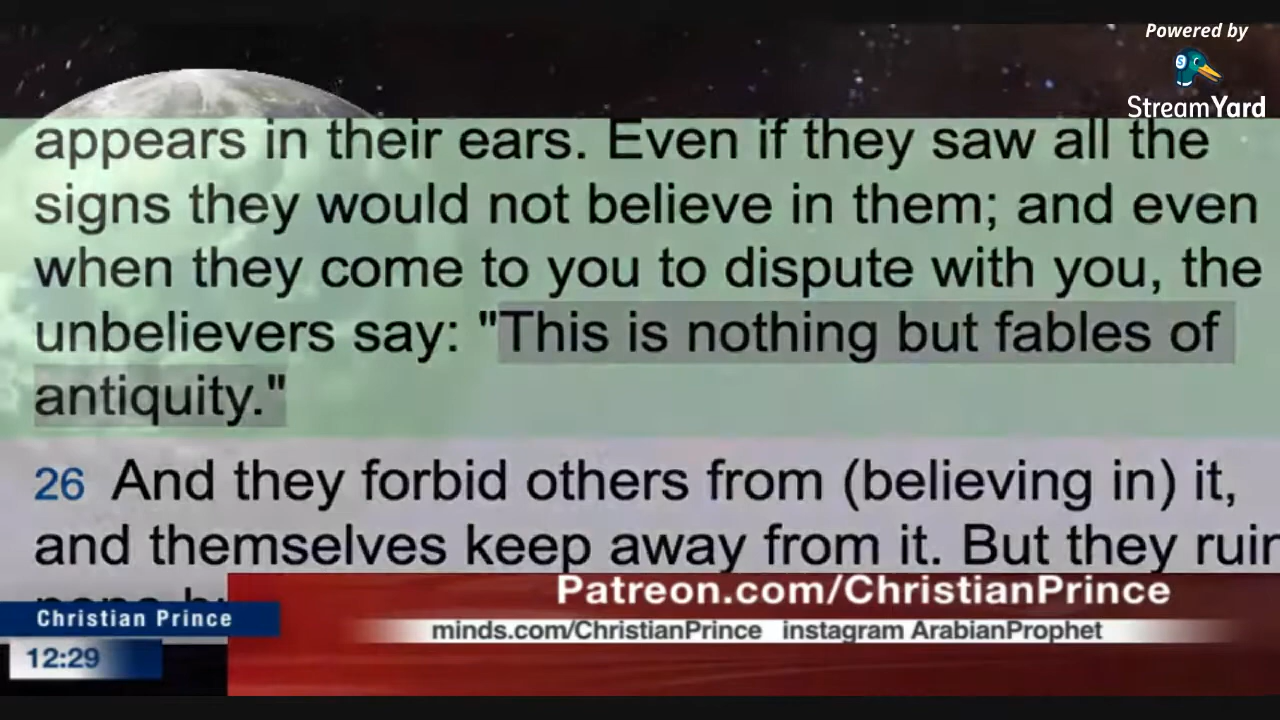 Powered by
StreamYard
appears in their ears. Even if they saw all the
signs they would not believe in them; and even
when they come to you to dispute with you, the
unbelievers say: "This is nothing but fables of
antiquity."
26 And they forbid others from (believing in) it,
and themselves keep away from it. But they ruin
Patreon.com/ChristianPrince
Christian Prince
minds.com/ChristianPrince instagram ArabianProphet
12:29